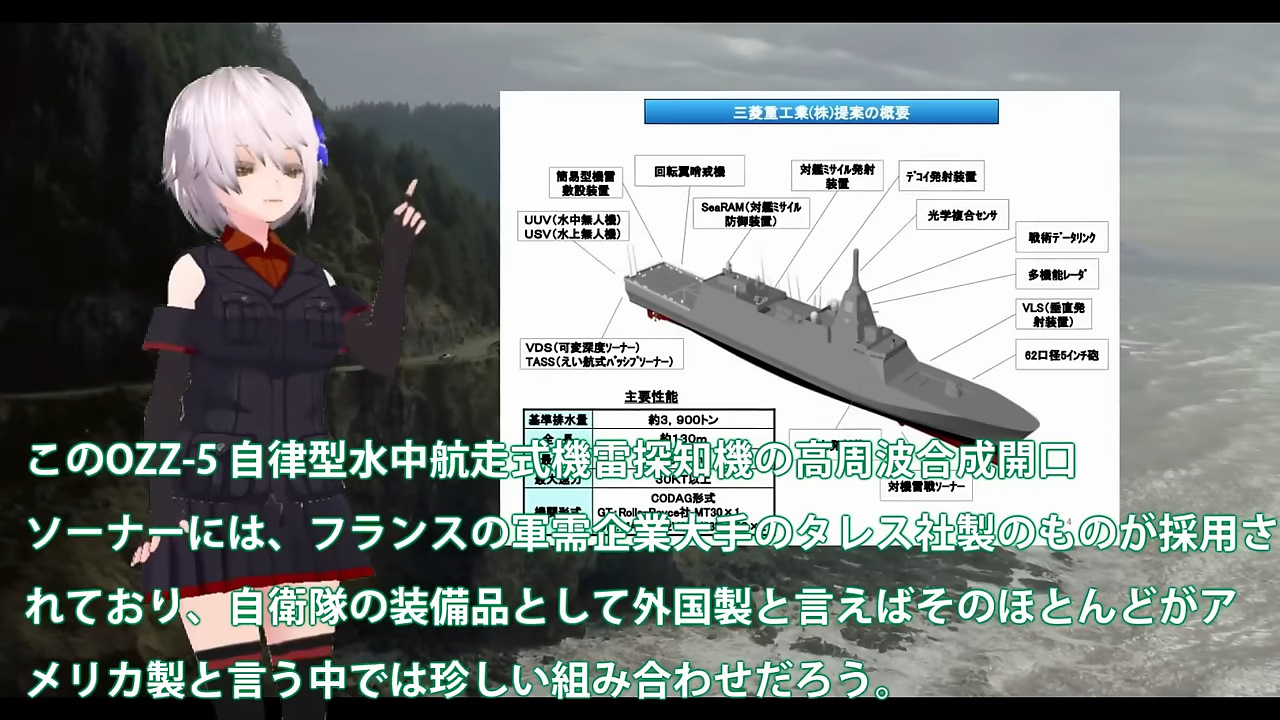 三菱重工業(株)提案の概要
回転翼哨戒機
対艦ミサイル発射
装置
デコイ発射装置
簡易型機雷
敷設装置
SeaRAM(対艦ミサイル
防御装置)
光学複合センサ
UUV(水中無人機)
USV(水上無人機)
戦術データリンク
多機能レーダ
VLS(垂直発
射装置)
62口径5インチ砲
VDS(可変深度ソーナー)
TASS(えい航式パッシブソーナー)
主要性能
基準排水量 約3,900トン
約130m
30KT以上
CODAG形式
対機雷戦ソーナー
このOZZ-5 自律型水中航走式機雷探知機の高周波合成開口
ソーナーには、フランスの軍需企業大手のタレス社製のものが採用さ
れており、自衛隊の装備品として外国製と言えばそのほとんどがア
メリカ製と言う中では珍しい組み合わせだろう。